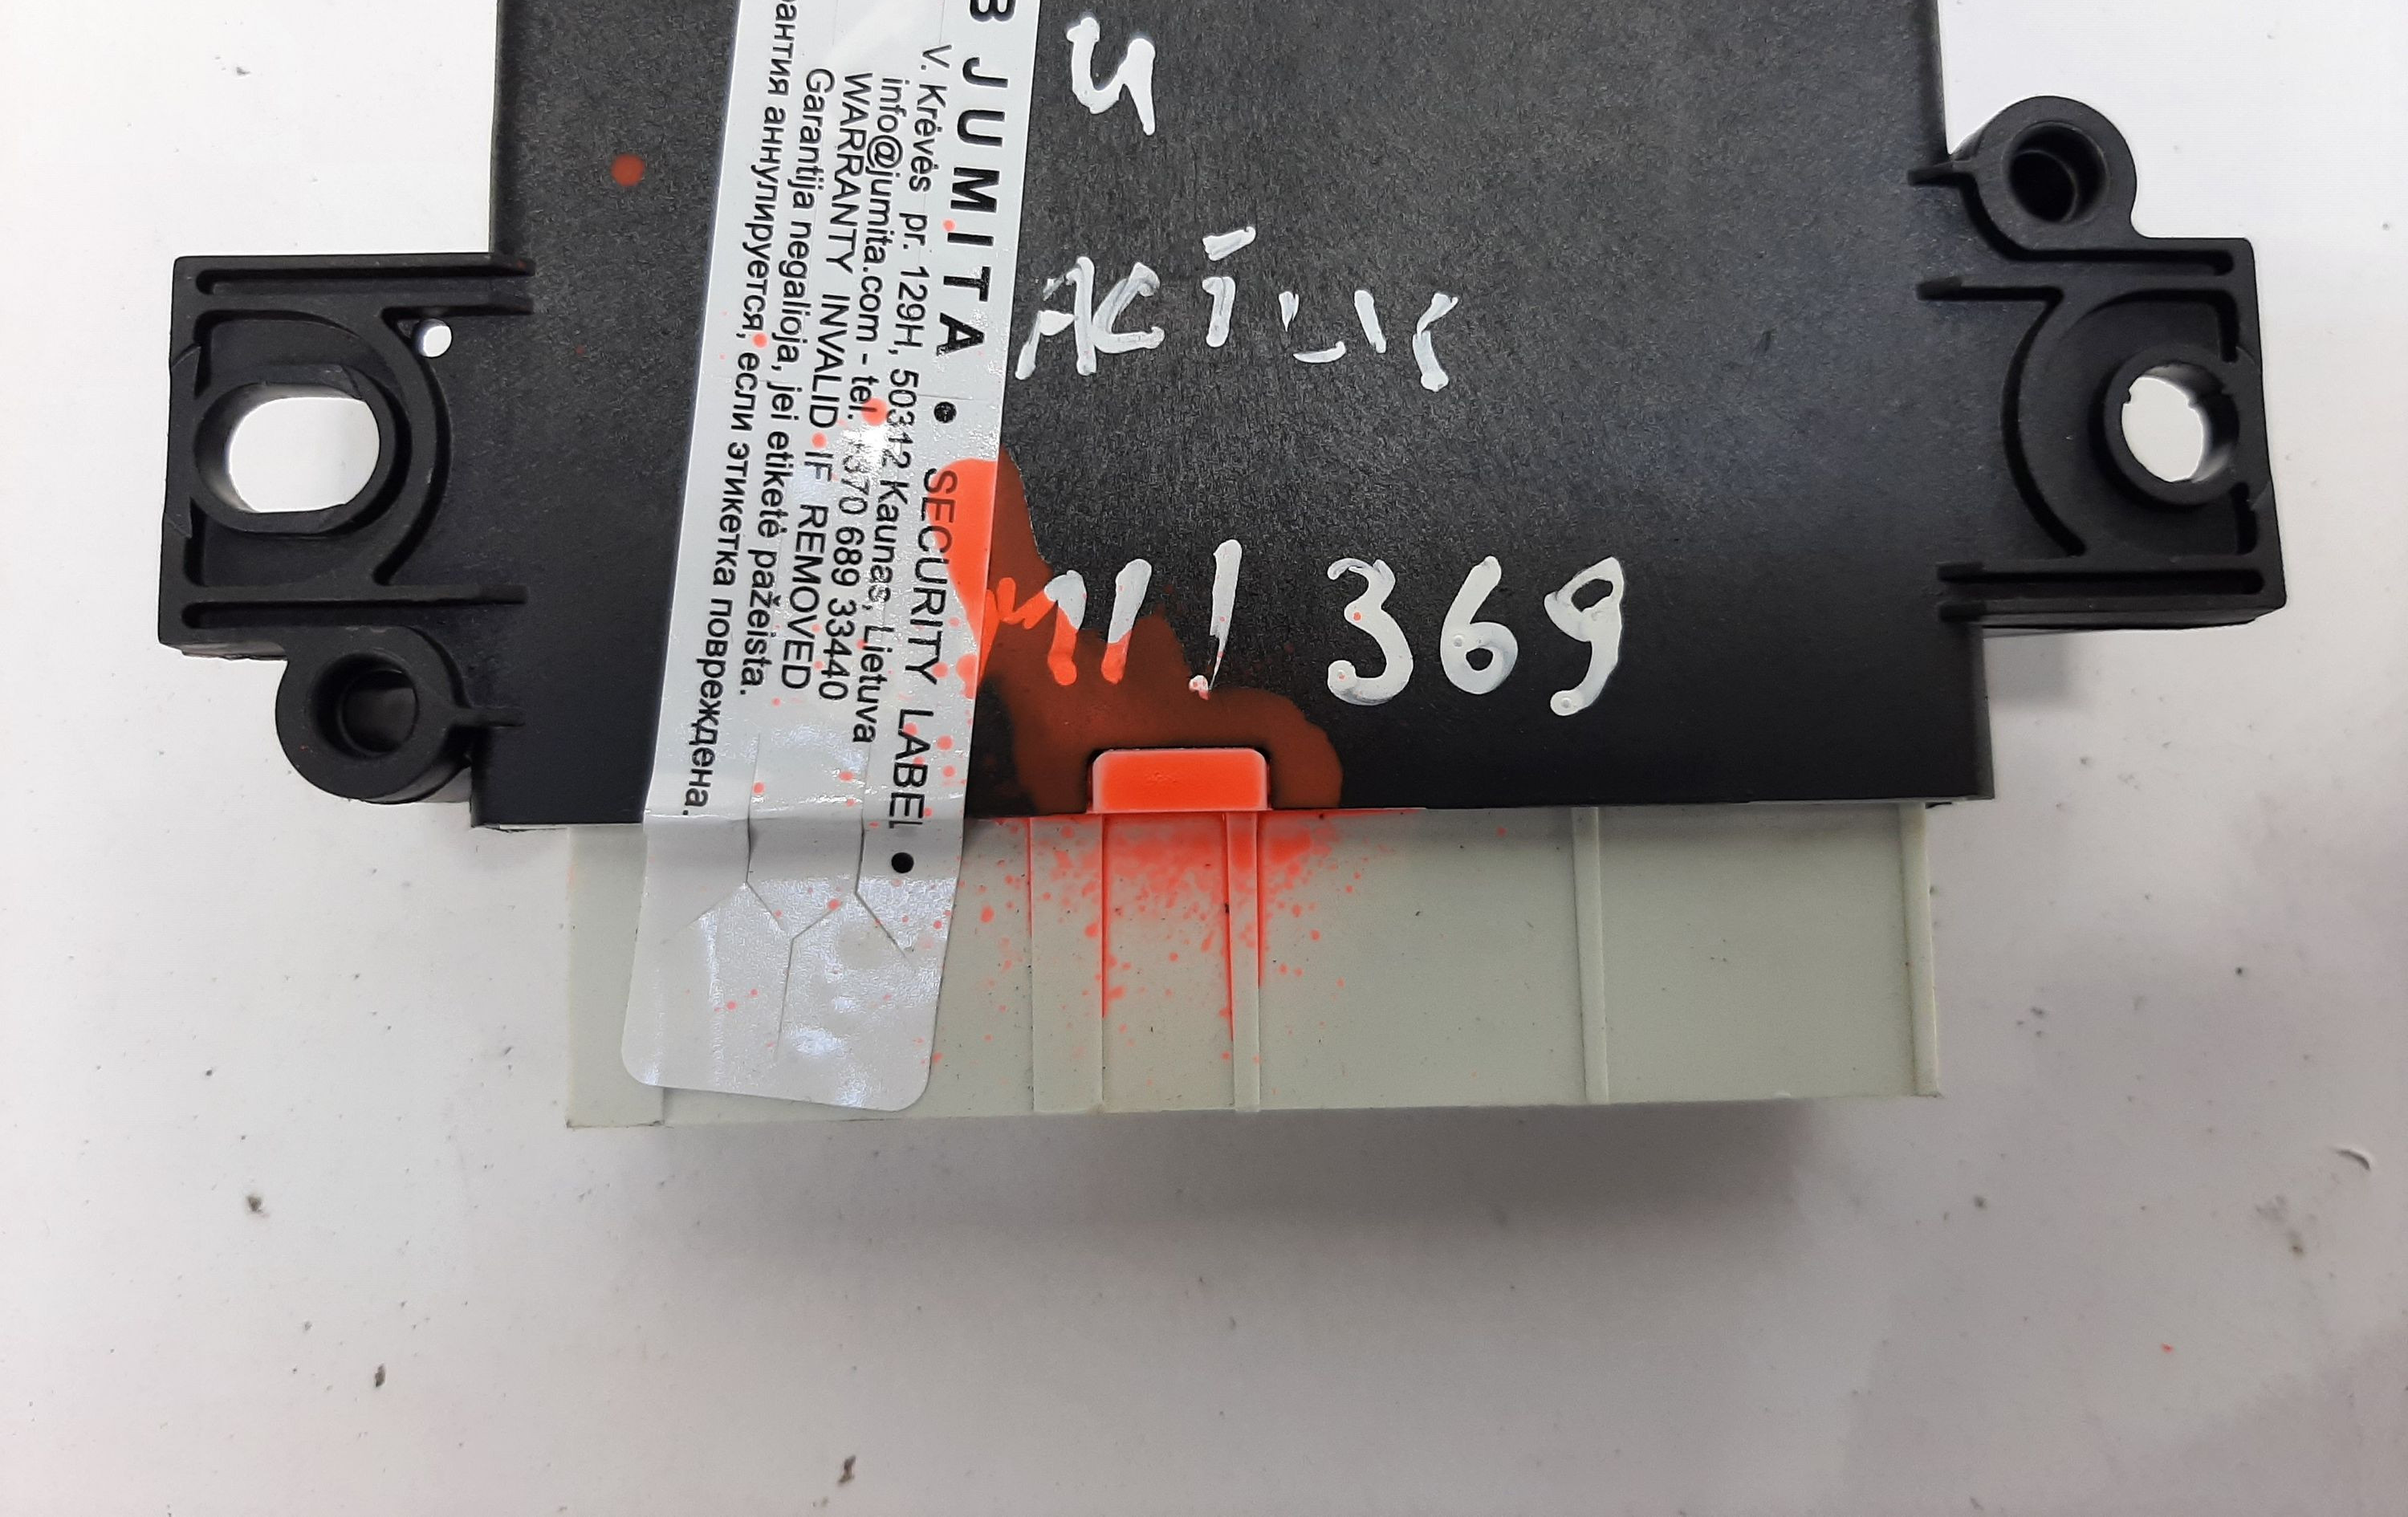 B JUMITA • SECURITY LABEL •
V. Krėvės pr. 129H, 50312 Kaunas, Lietuva
info@jumita.com - tel. +370 689 33440
WARRANTY INVALID IF REMOVED
Garantija negalioja, jei etiketė pažeista.
рантия аннулируется, если этикетка повреждена.
369